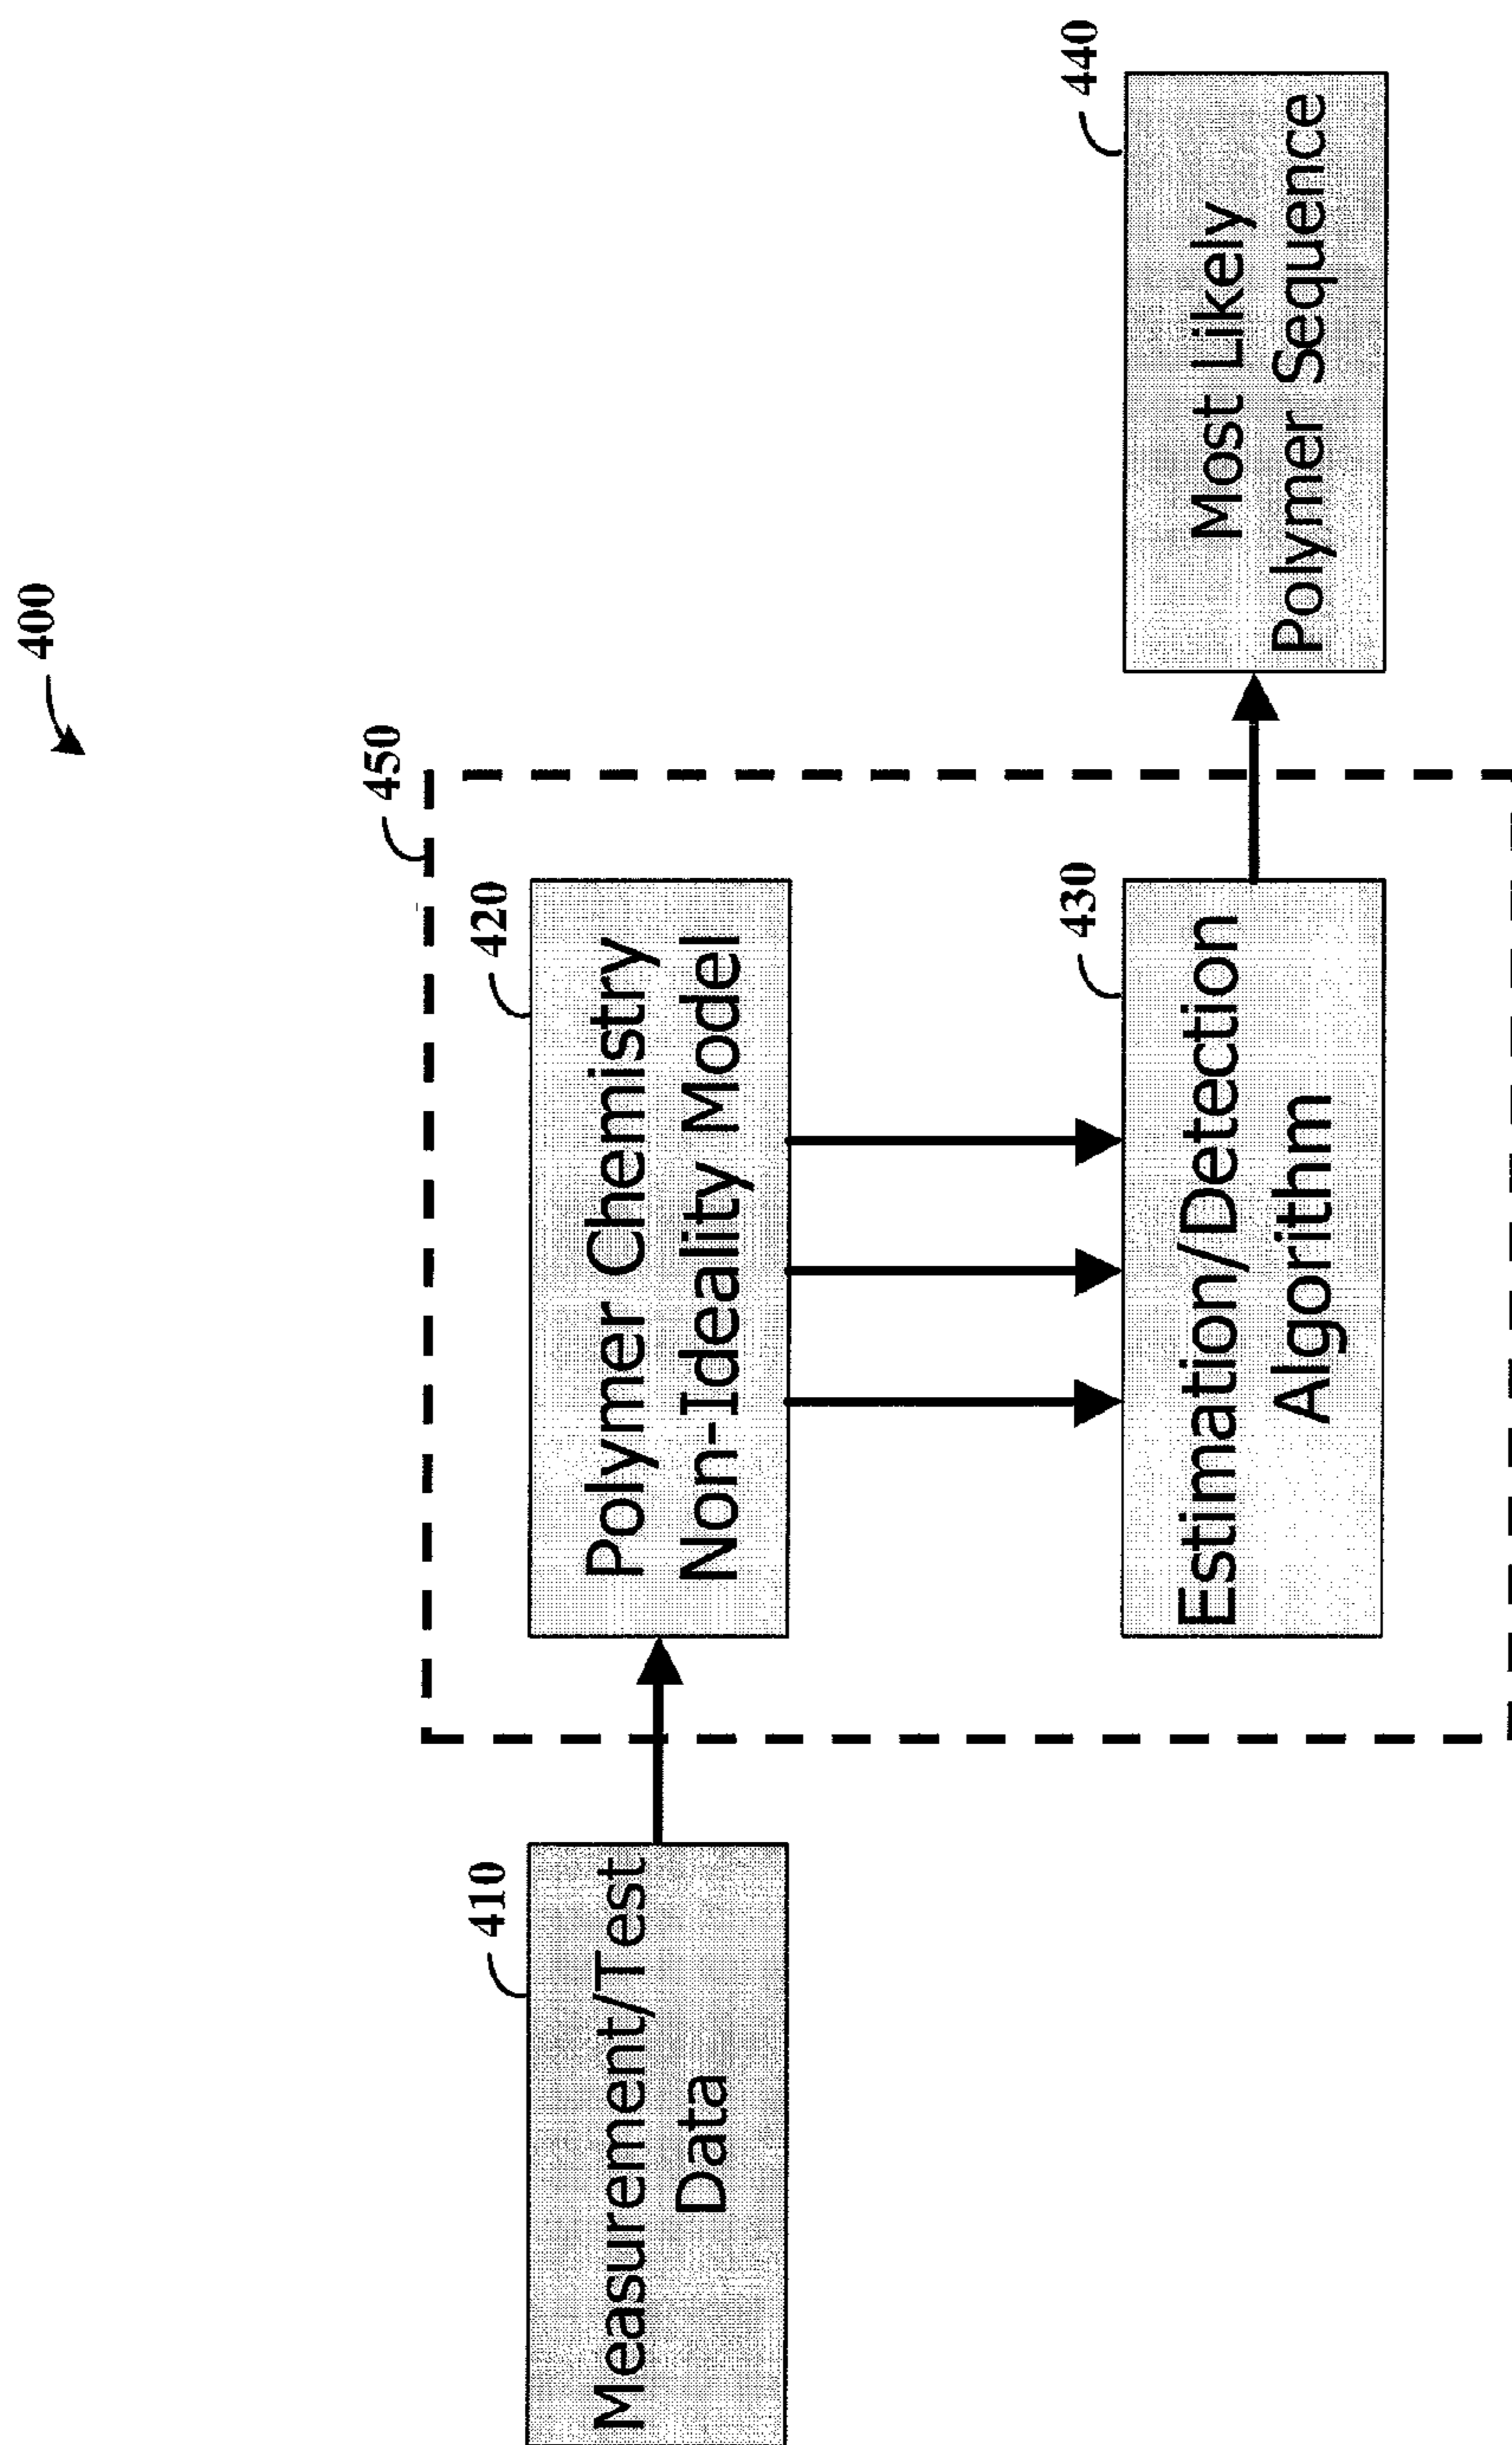 400
450
410
Measurement/Test
Data
420
Polymer Chemistry
Non-Ideality Model
430
Estimation/Detection
Algorithm
440
Most Likely
Polymer Sequence